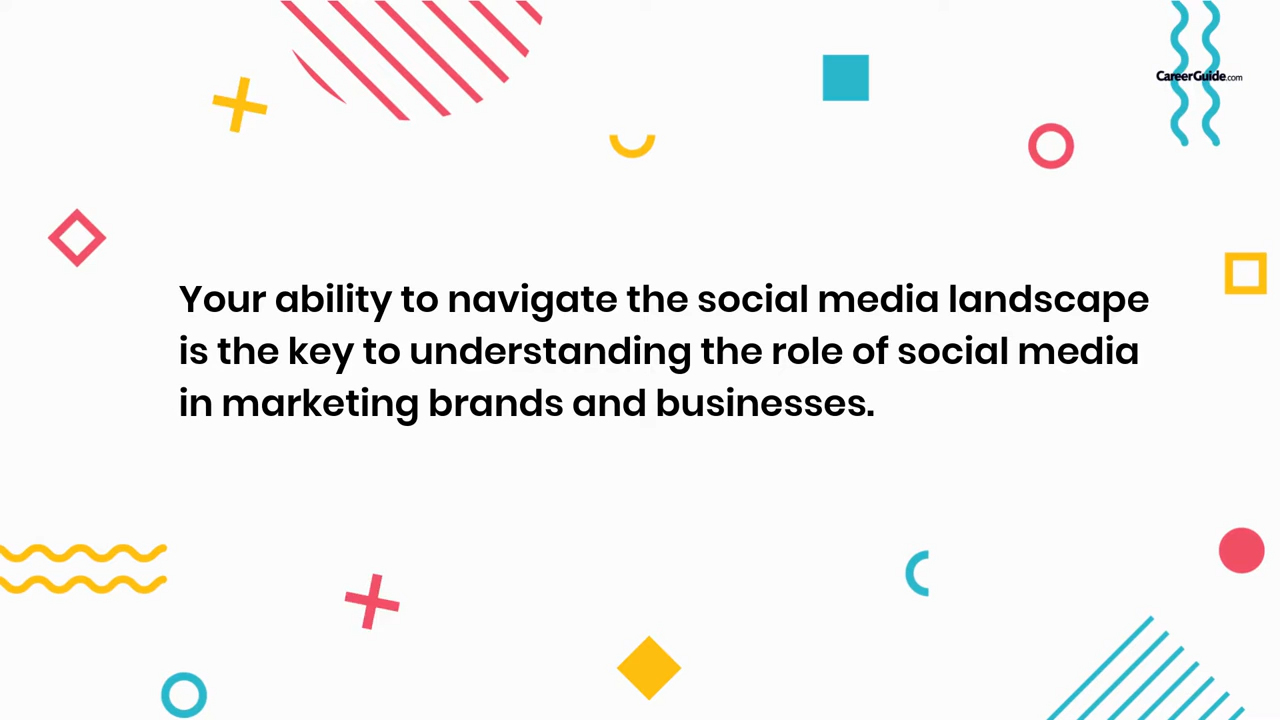 CareerGuide.com
Your ability to navigate the social media landscape
is the key to understanding the role of social media
in marketing brands and businesses.